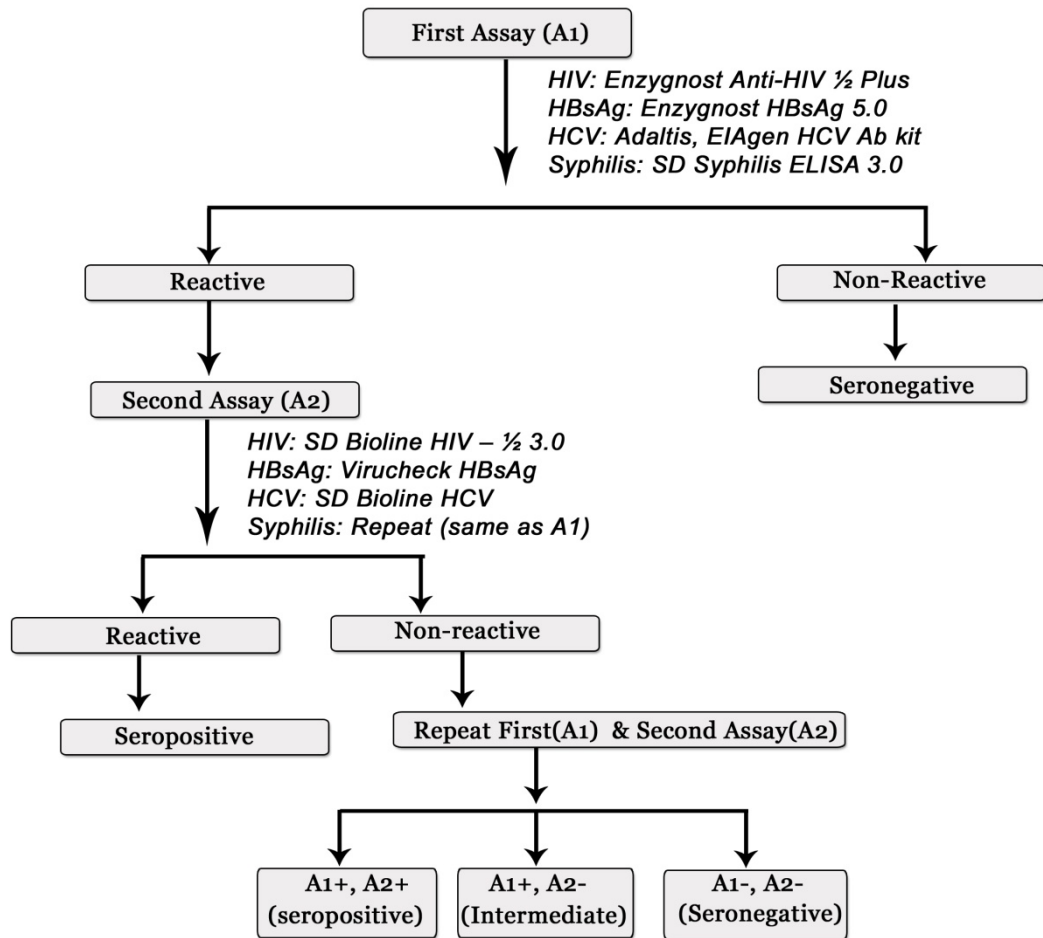 First Assay (A1)
HIV: Enzygnost Anti-HIV ½ Plus
HBsAg: Enzygnost HBsAg 5.0
HCV: Adaltis, EIAgen HCV Ab kit
Syphilis: SD Syphilis ELISA 3.0
Reactive
Non-Reactive
Second Assay (A2)
Seronegative
HIV: SD Bioline HIV – ½ 3.0
HBsAg: Virucheck HBsAg
HCV: SD Bioline HCV
Syphilis: Repeat (same as A1)
Reactive
Non-reactive
Seropositive
Repeat First(A1) & Second Assay(A2)
A1+, A2+
(seropositive)
A1+, A2-
(Intermediate)
A1-, A2-
(Seronegative)